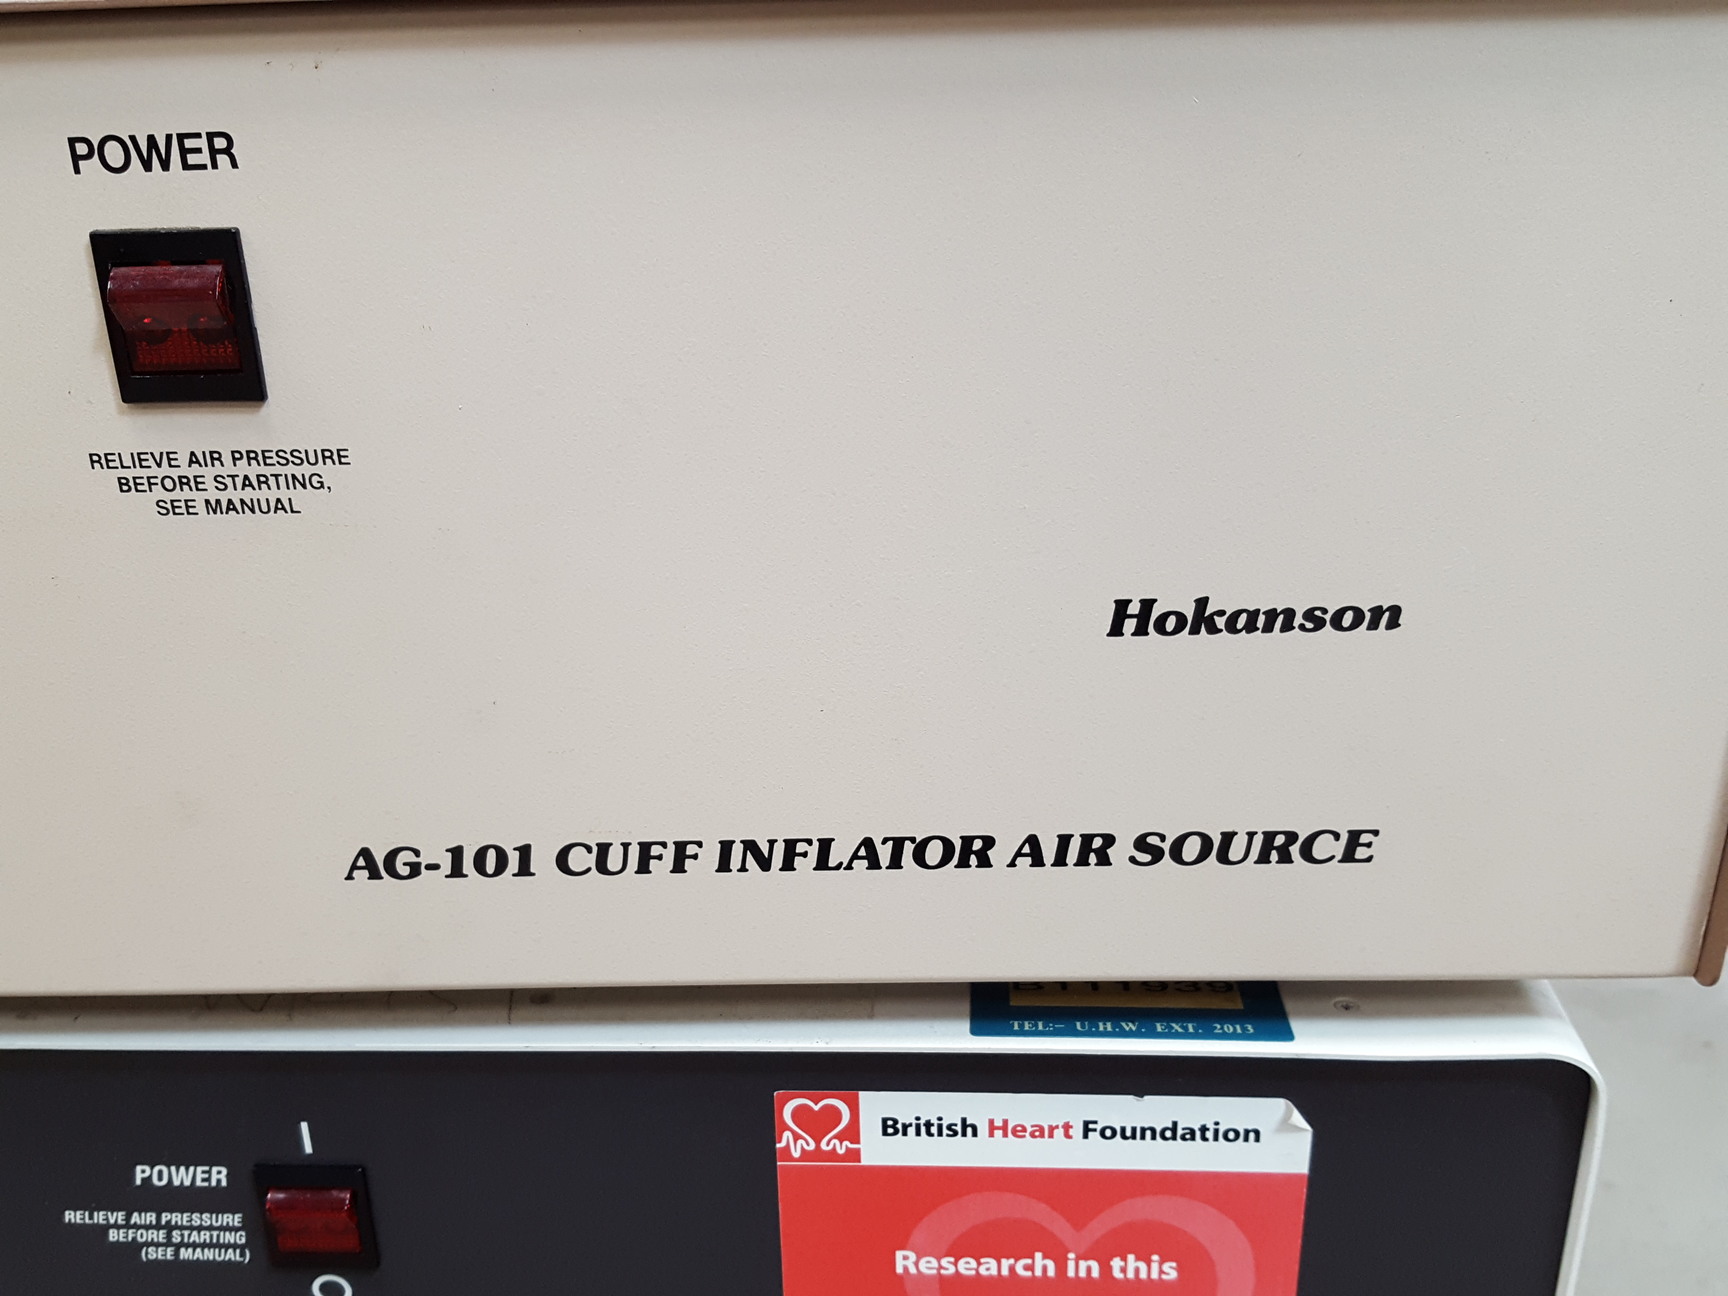 POWER
RELIEVE AIR PRESSURE
BEFORE STARTING,
SEE MANUAL
Hokanson
AG-101 CUFF INFLATOR AIR SOURCE
B111939
TEL:- U.H.W. EXT. 2013
British Heart Foundation
POWER
RELIEVE AIR PRESSURE
BEFORE STARTING
(SEE MANUAL)
Research in this